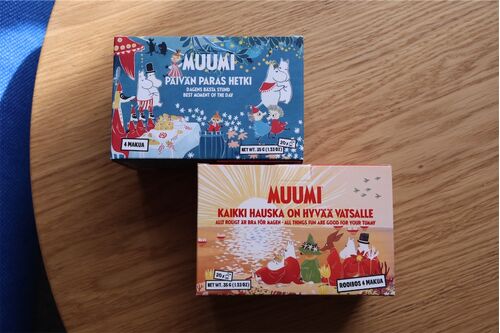 MUUMI
PÄIVÄN PARAS HETKI
DAGENS BÄSTA STUND
BEST MOMENT OF THE DAY
4 MAKUA
20 x
NET WT. 35 G (1.23 OZ)
MUUMI
KAIKKI HAUSKA ON HYVÄÄ VATSALLE
ALLT ROLIGT ÄR BRA FÖR MAGEN - ALL THINGS FUN ARE GOOD FOR YOUR TUMMY
20 x
NET WT. 35 G (1.23 OZ)
ROOIBOS 4 MAKUA